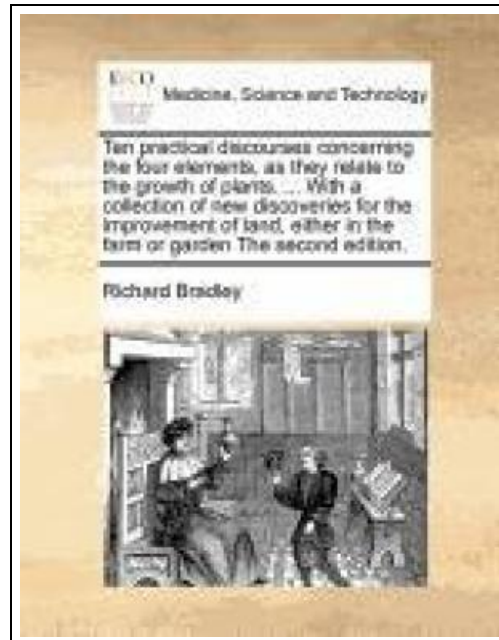 ECCO
Medicine, Science and Technology
Ten practical discourses concerning
the four elements, as they relate to
the growth of plants. ... With a
collection of new discoveries for the
improvement of land, either in the
farm or garden The second edition.
Richard Bradley